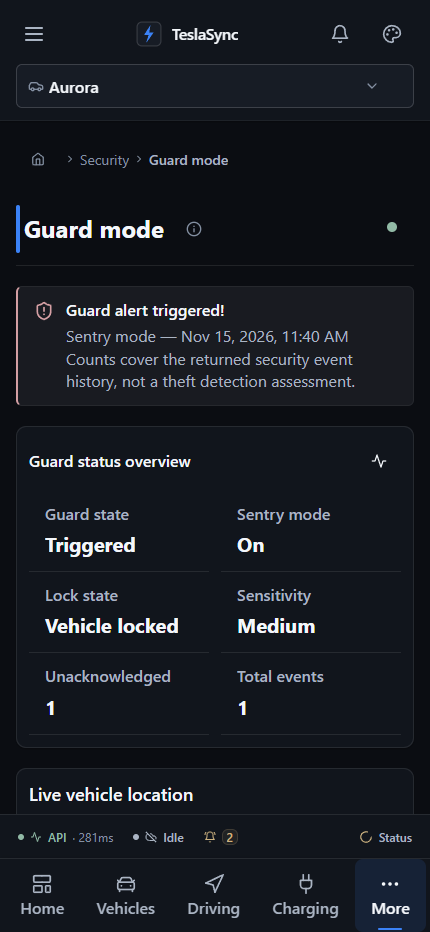 TeslaSync
Aurora
Security
Guard mode
Guard mode
Guard alert triggered!
Sentry mode — Nov 15, 2026, 11:40 AM
Counts cover the returned security event
history, not a theft detection assessment.
Guard status overview
Guard state
Sentry mode
Triggered
On
Lock state
Sensitivity
Vehicle locked
Medium
Unacknowledged
Total events
1
1
Live vehicle location
API · 281ms
Idle
2
Status
Home
Vehicles
Driving
Charging
More